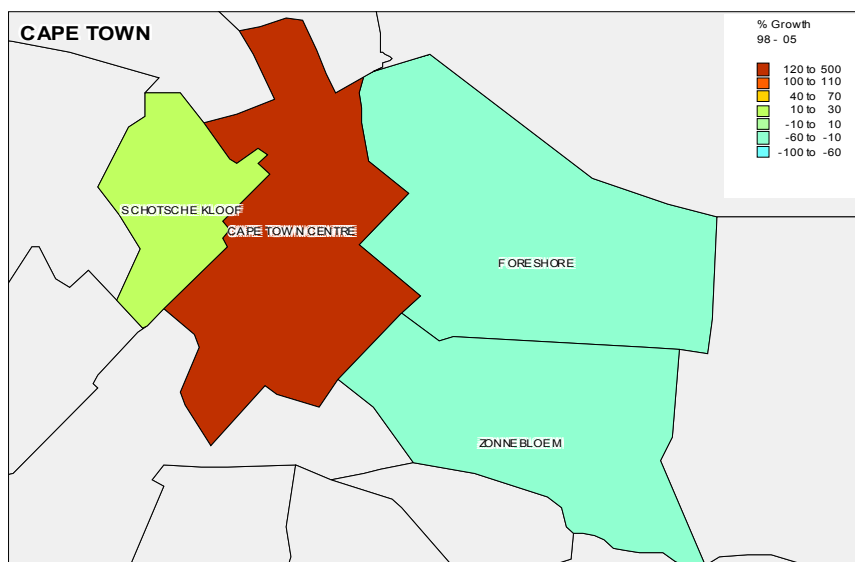 CAPE TOWN
% Growth
98 - 05
120 to 500
100 to 110
40 to 70
10 to 30
-10 to 10
-60 to -10
-100 to -60
SCHOTSCHE KLOOF
CAPE TOWN CENTRE
FORESHORE
ZONNEBLOEM